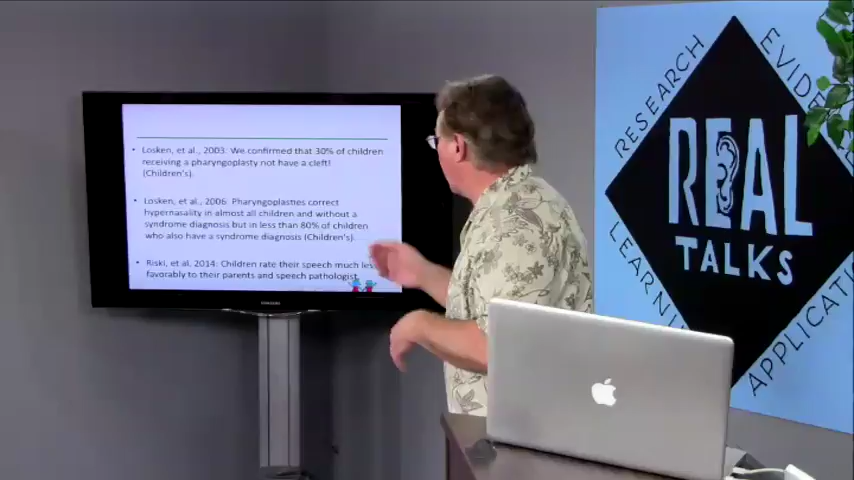 • Losken, et al., 2003: We confirmed that 30% of children
receiving a pharyngoplasty not have a cleft!
(Children's).
• Losken, et al., 2006: Pharyngoplasties correct
hypernasality in almost all children and without a
syndrome diagnosis but in less than 80% of children
who also have a syndrome diagnosis (Children's).
• Riski, et al, 2014: Children rate their speech much less
favorably to their parents and speech pathologist.
SAMSUNG
RESEARCH
EVIDE
REAL
TALKS
LEARNI
APPLICATI